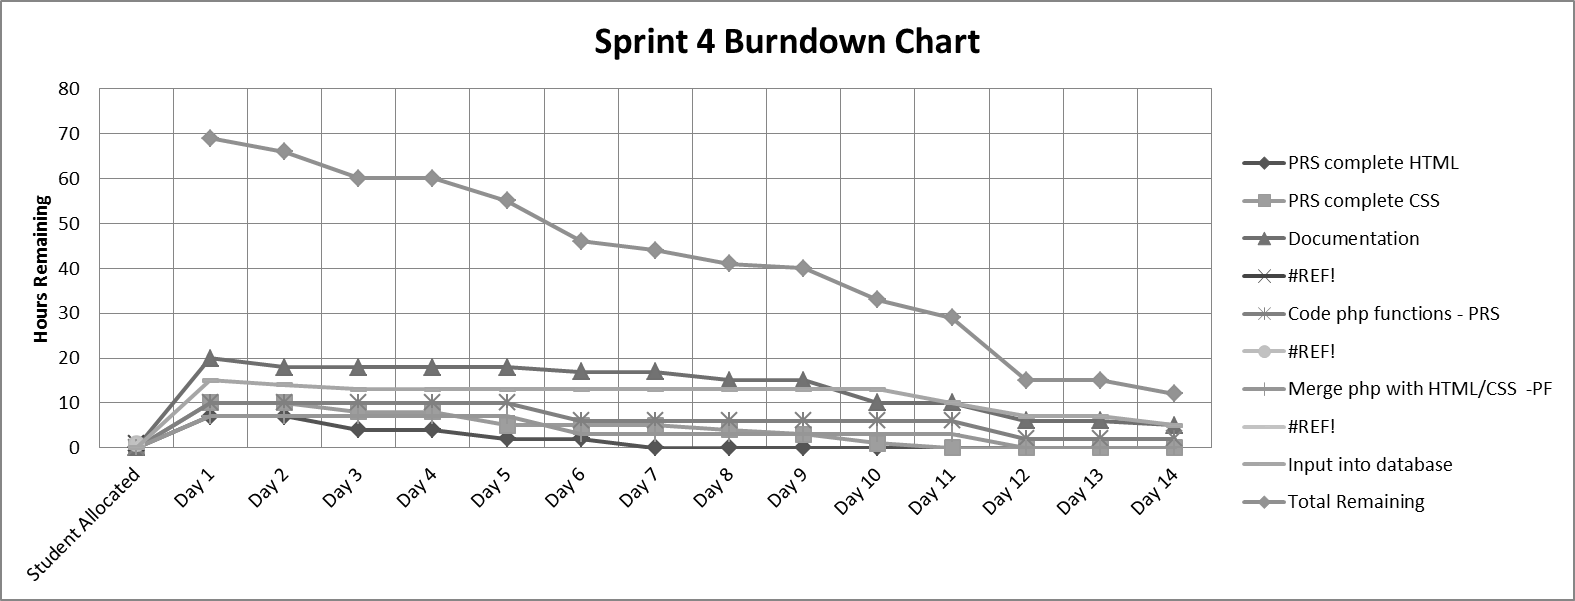 Sprint 4 Burndown Chart
80
70
60
50
40
30
20
10
0
Hours Remaining
Student Allocated
Day 1
Day 2
Day 3
Day 4
Day 5
Day 6
Day 7
Day 8
Day 9
Day 10
Day 11
Day 12
Day 13
Day 14
PRS complete HTML
PRS complete CSS
Documentation
#REF!
Code php functions - PRS
#REF!
Merge php with HTML/CSS -PF
#REF!
Input into database
Total Remaining